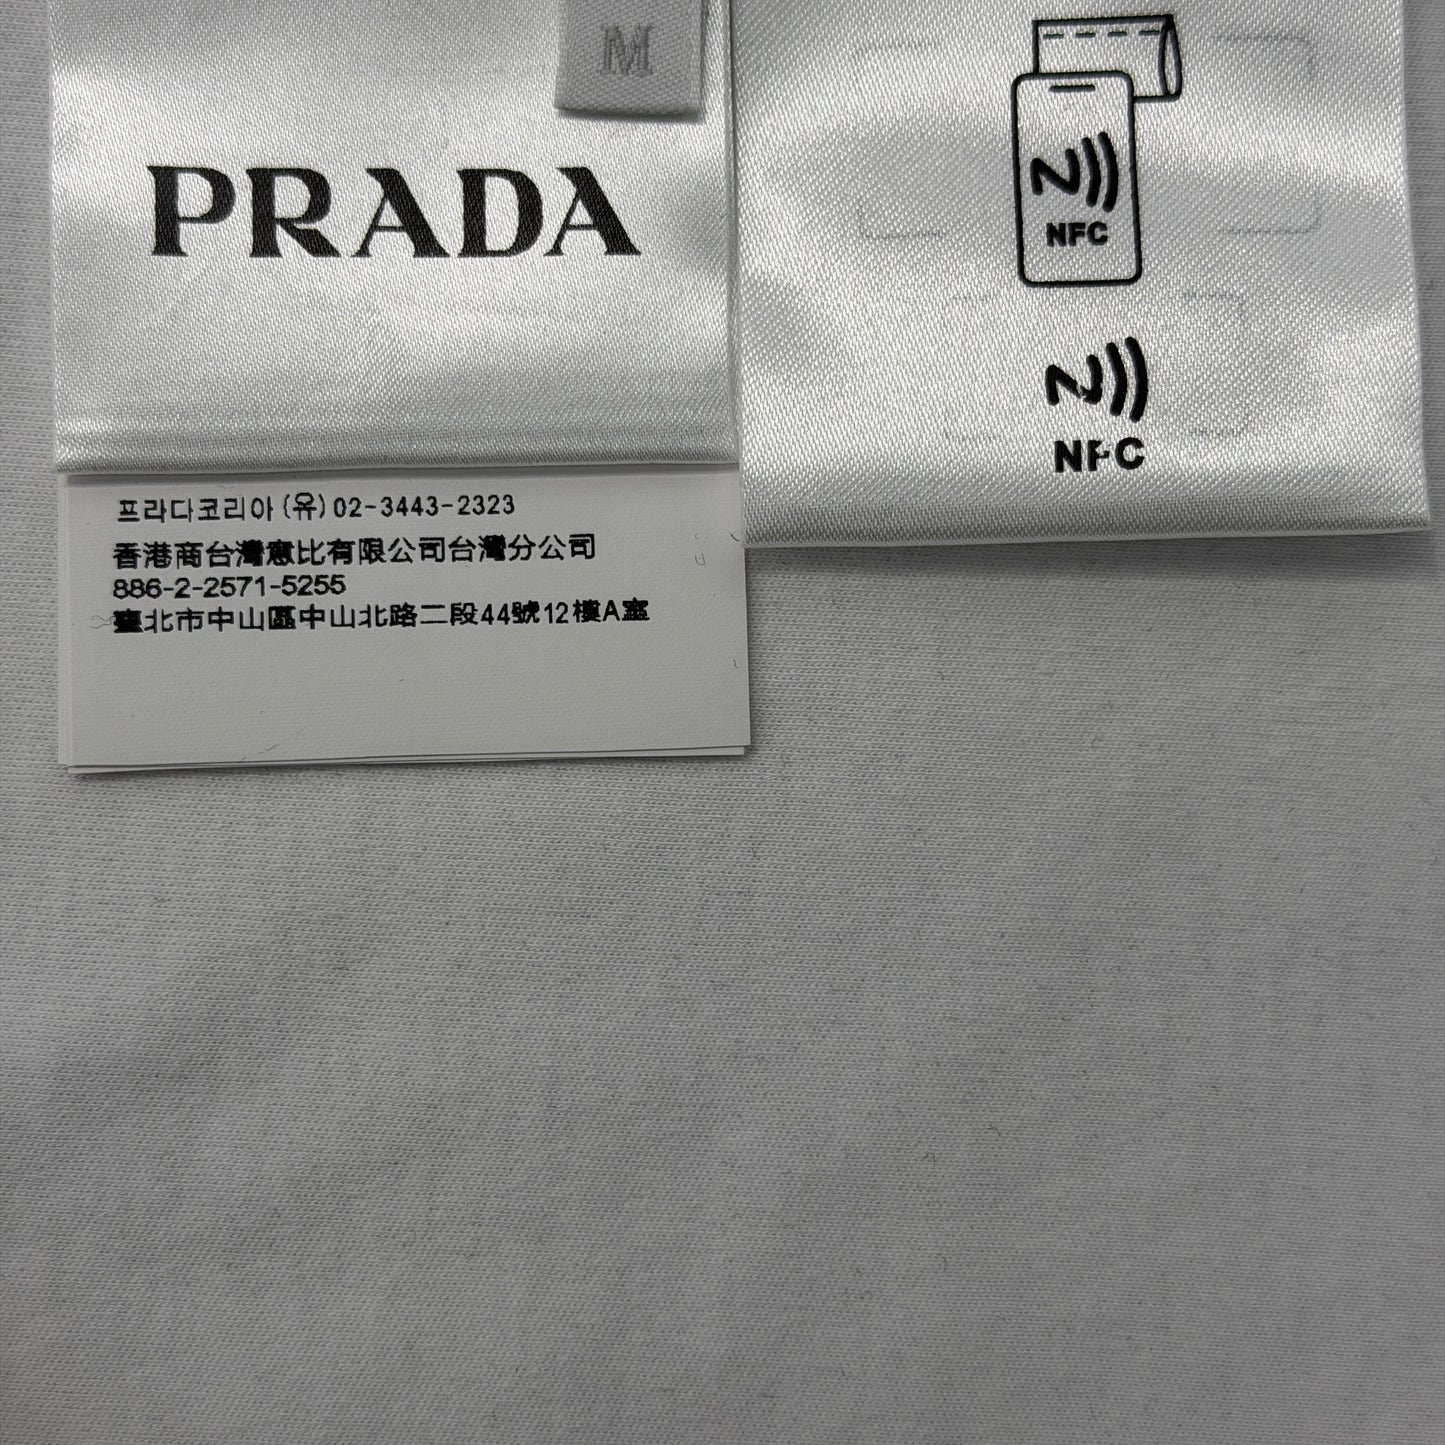 M
PRADA
NFC
NFC
프라다코리아(유)02-3443-2323
香港商台灣惠比有限公司台灣分公司
886-2-2571-5255
臺北市中山區中山北路二段44號12樓A室